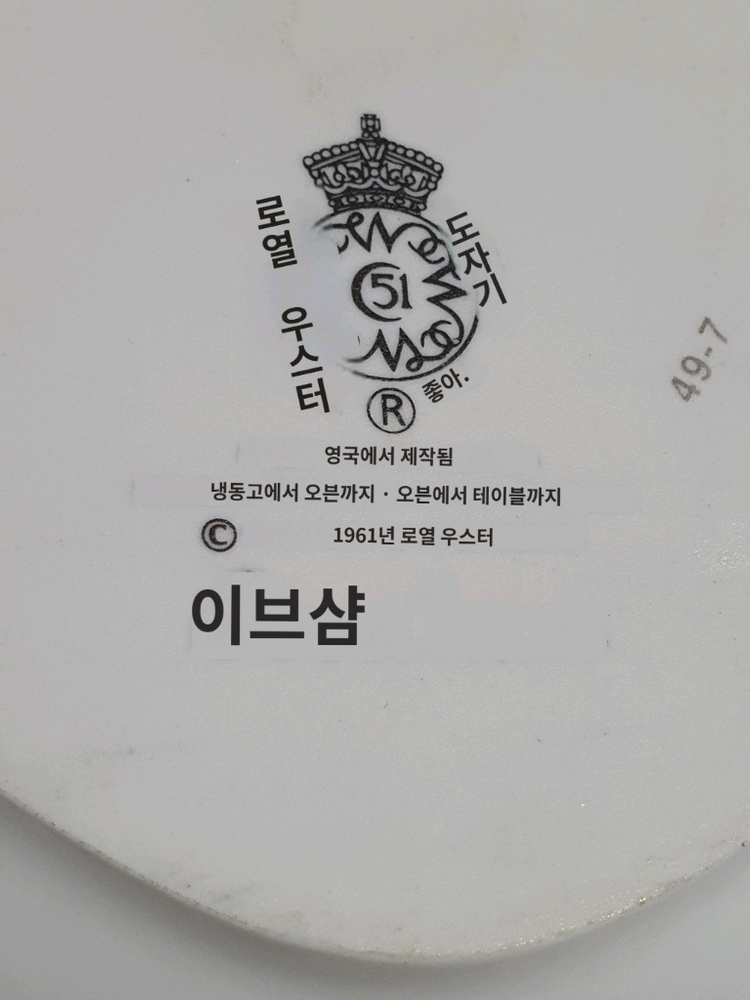 로열 우스터
도자기
51
좋아.
®
영국에서 제작됨
냉동고에서 오븐까지 · 오븐에서 테이블까지
© 1961년 로열 우스터
이브샴
49-7